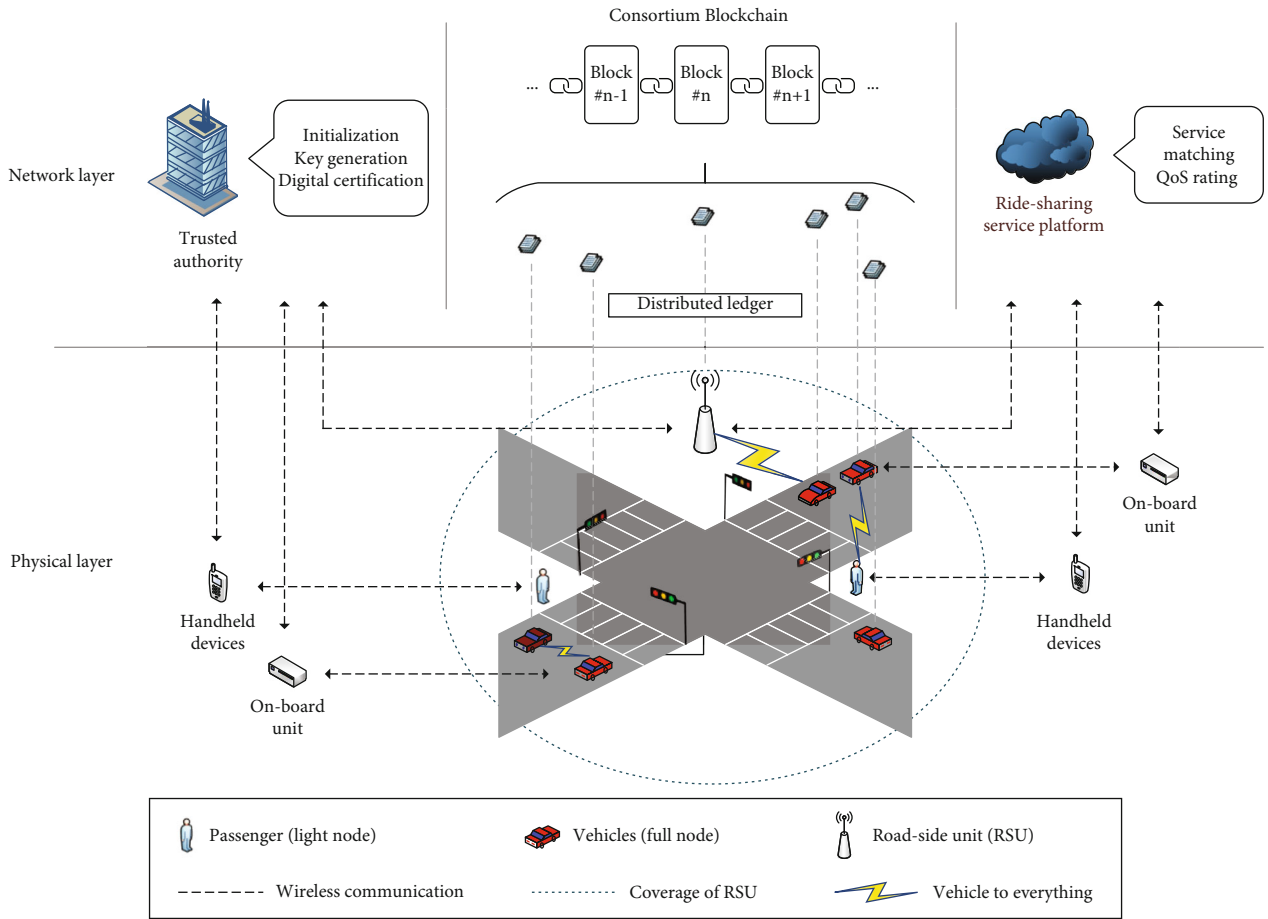 Consortium Blockchain
...
Block
#n-1
Block
#n
Block
#n+1
...
Initialization
Key generation
Digital certification
Service
matching
QoS rating
Network layer
Trusted
authority
Ride-sharing
service platform
Distributed ledger
Physical layer
On-board
unit
Handheld
devices
Handheld
devices
On-board
unit
Passenger (light node)
Vehicles (full node)
Road-side unit (RSU)
Wireless communication
Coverage of RSU
Vehicle to everything